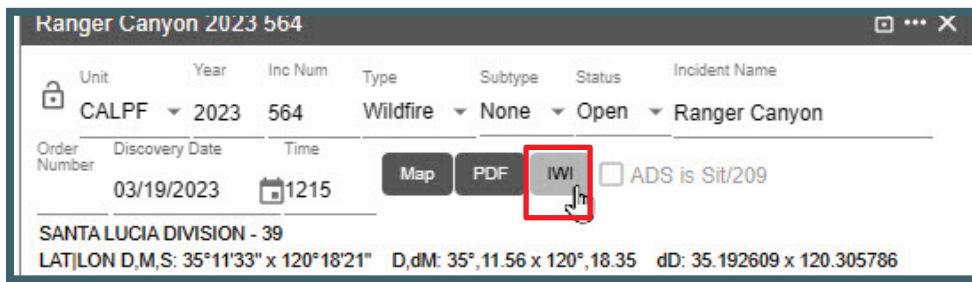 Ranger Canyon 2023 564
Unit Year Inc Num Type Subtype Status Incident Name
CALPF 2023 564 Wildfire None Open Ranger Canyon
Order Number Discovery Date Time
03/19/2023 1215 Map PDF IWI ADS is Sit/209
SANTA LUCIA DIVISION - 39
LAT|LON D,M,S: 35°11'33" x 120°18'21" D,dM: 35°,11.56 x 120°,18.35 dD: 35.192609 x 120.305786